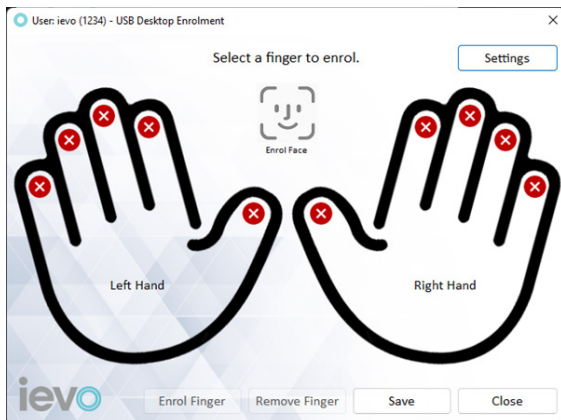 User: ievo (1234) - USB Desktop Enrolment
Select a finger to enrol.
Settings
Enrol Face
Left Hand
Right Hand
ievo
Enrol Finger
Remove Finger
Save
Close